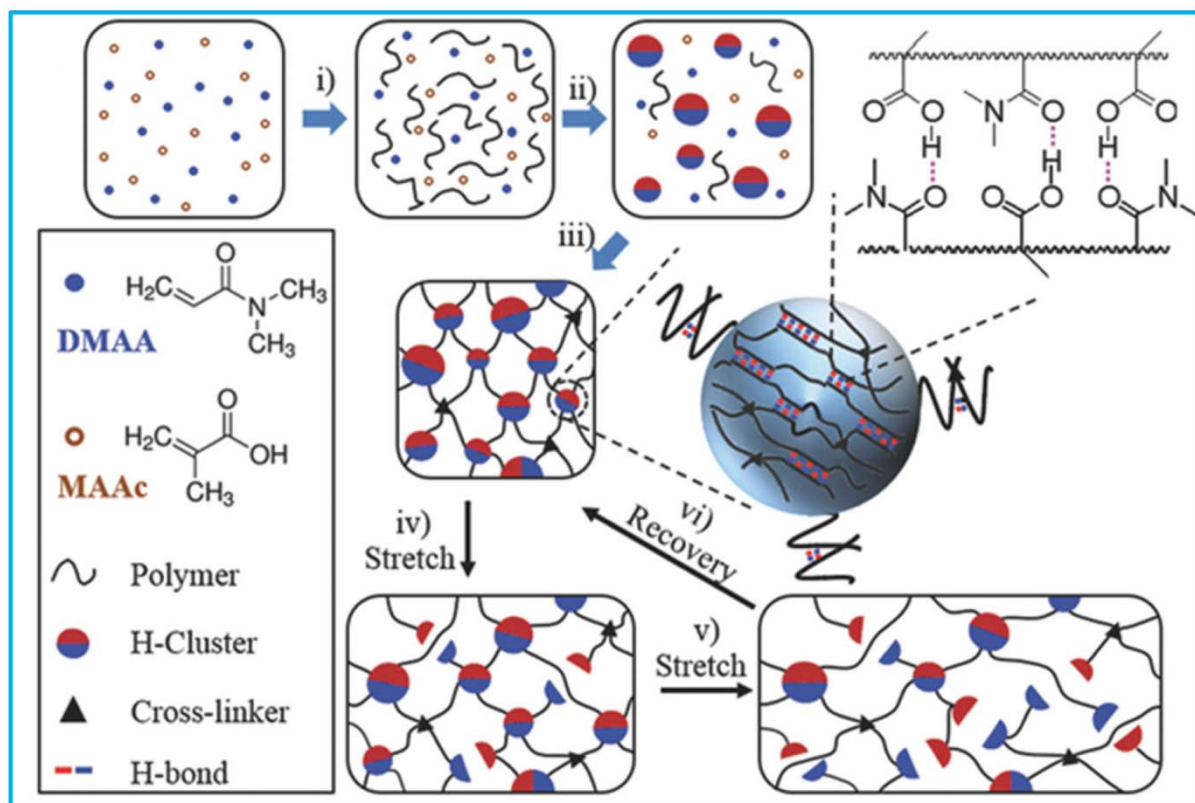 i)
ii)
iii)
iv)
Stretch
v)
Stretch
vi)
Recovery
O
N
O
O
O
O
H
H
H
N
O
O
O
O
N
DMAA
H₂C
O
N
CH₃
CH₃
MAAc
H₂C
O
OH
CH₃
Polymer
H-Cluster
Cross-linker
H-bond